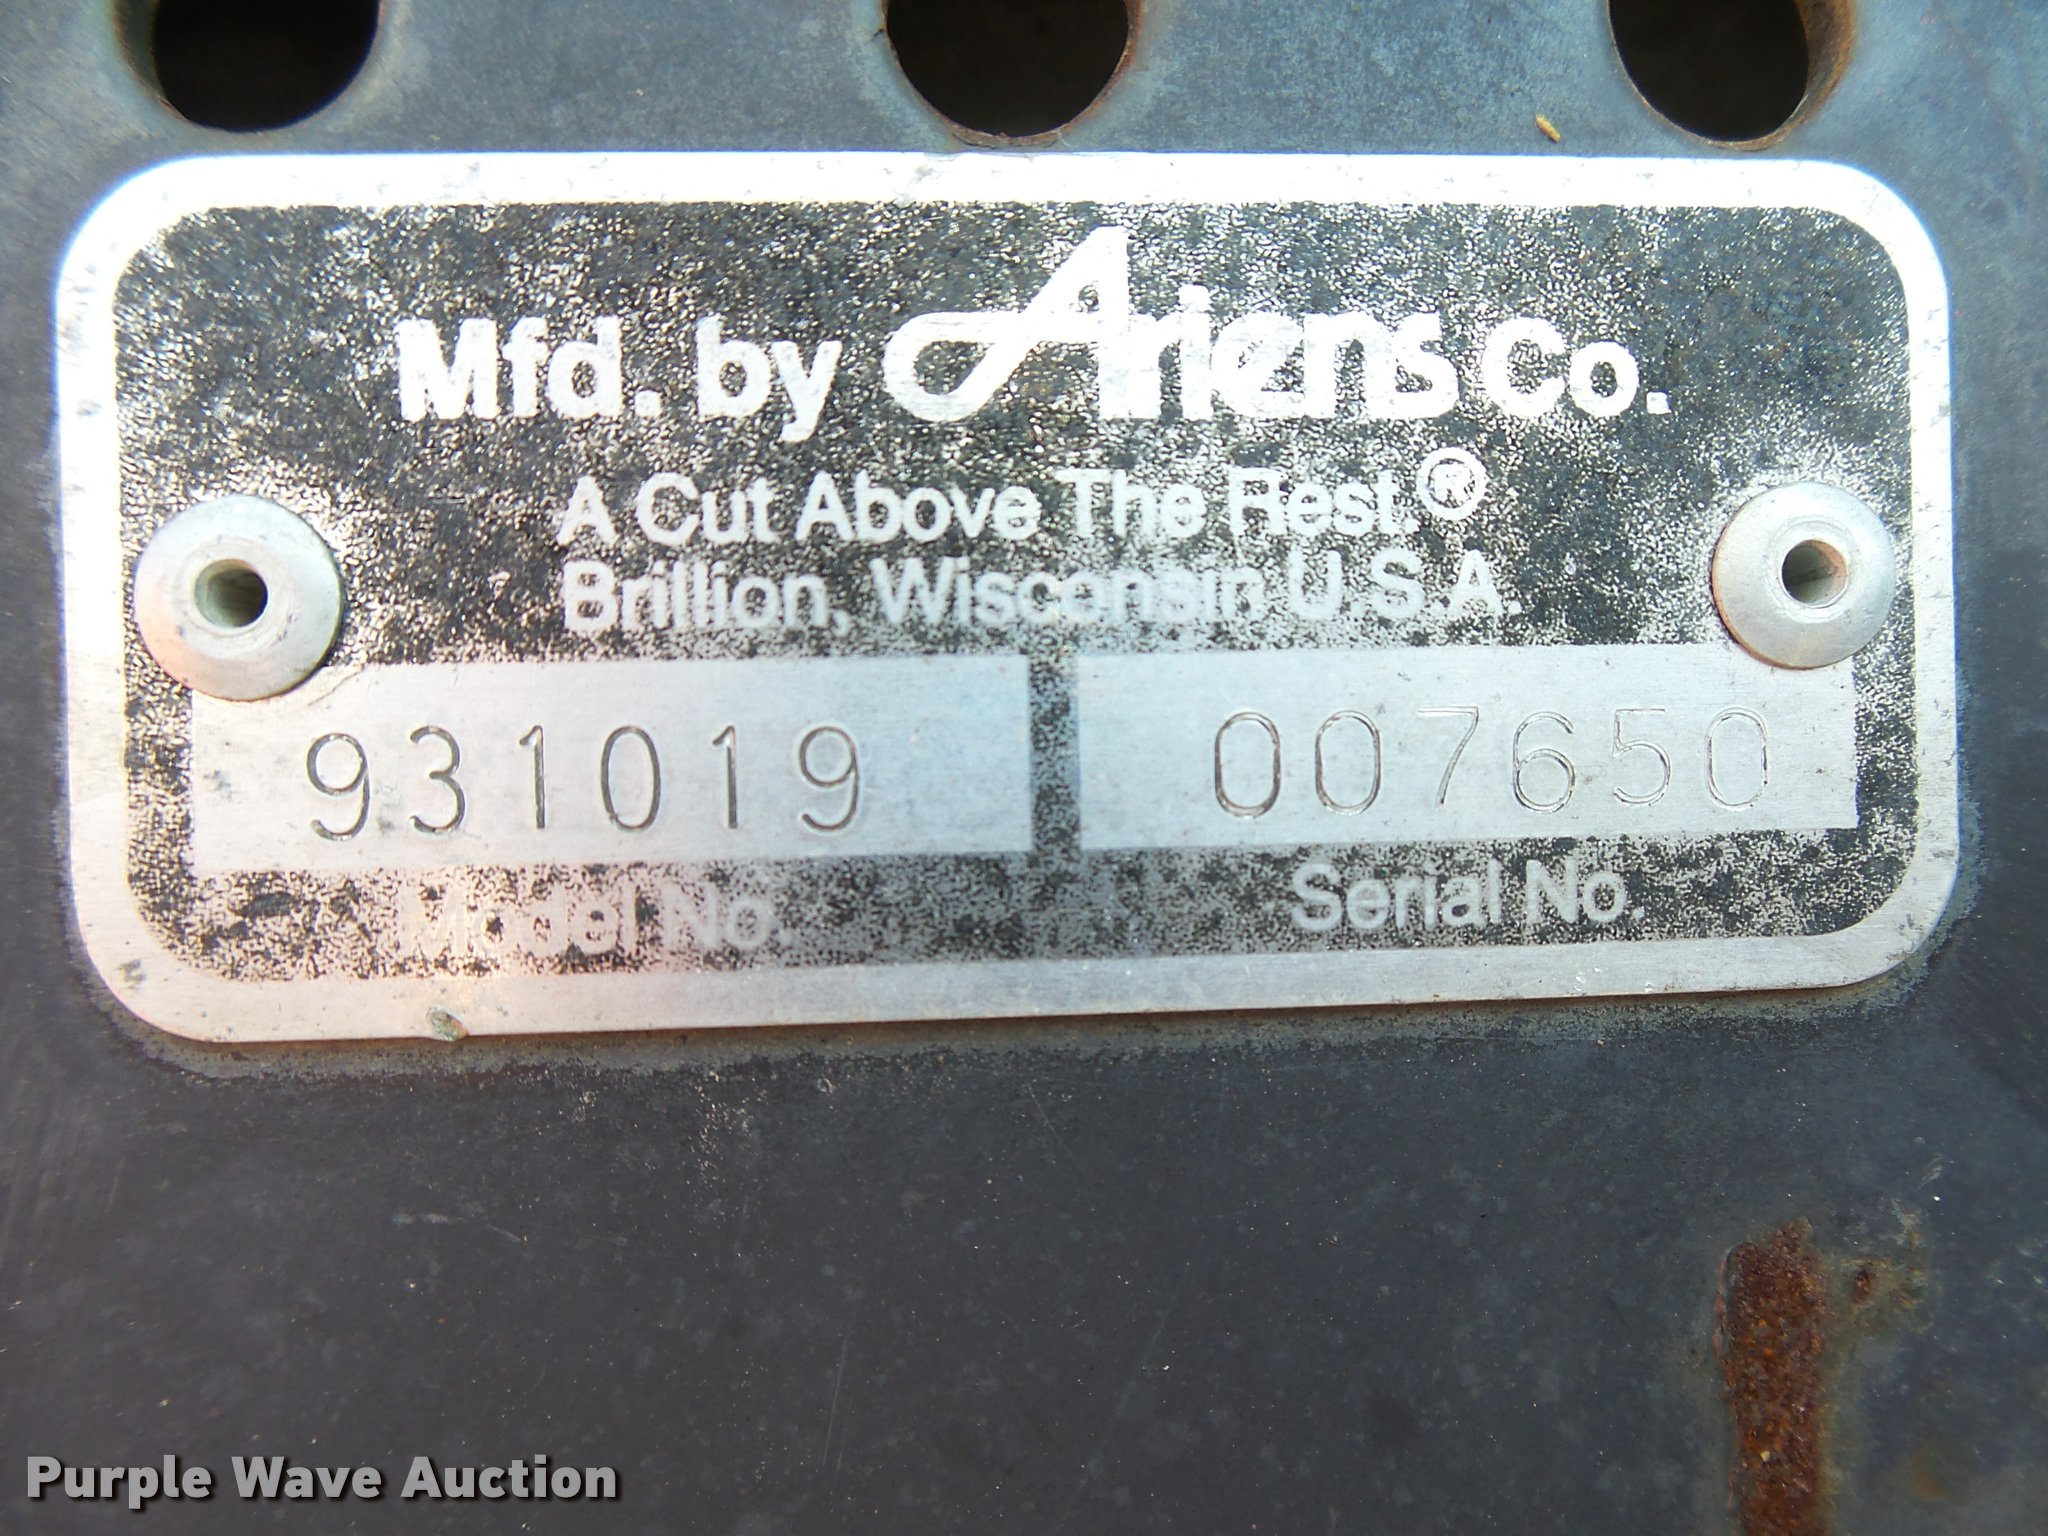 Mfd. by Ariens Co.
A Cut Above The Rest.®
Brillion, Wisconsin U.S.A.
931019 007650
Model No. Serial No.
Purple Wave Auction